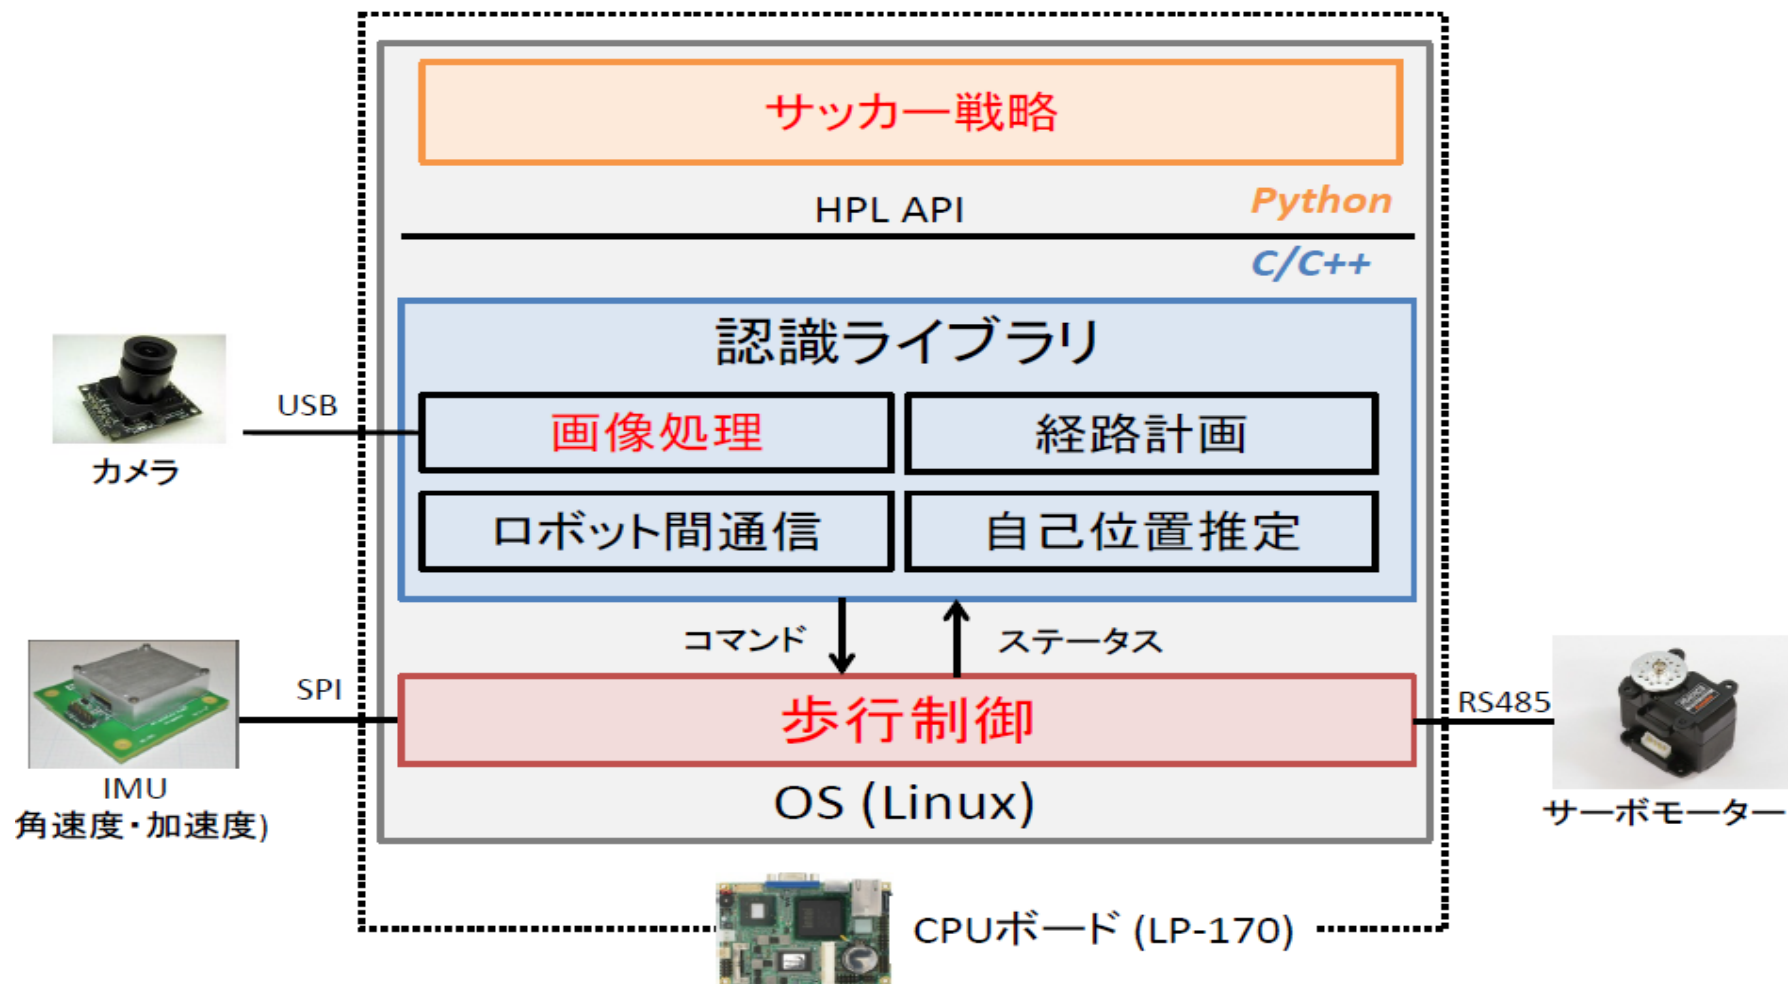 サッカー戦略
HPL API
Python
C/C++
認識ライブラリ
画像処理
経路計画
ロボット間通信
自己位置推定
コマンド
ステータス
歩行制御
OS (Linux)
USB
カメラ
SPI
IMU
角速度・加速度)
RS485
サーボモーター
CPUボード (LP-170)